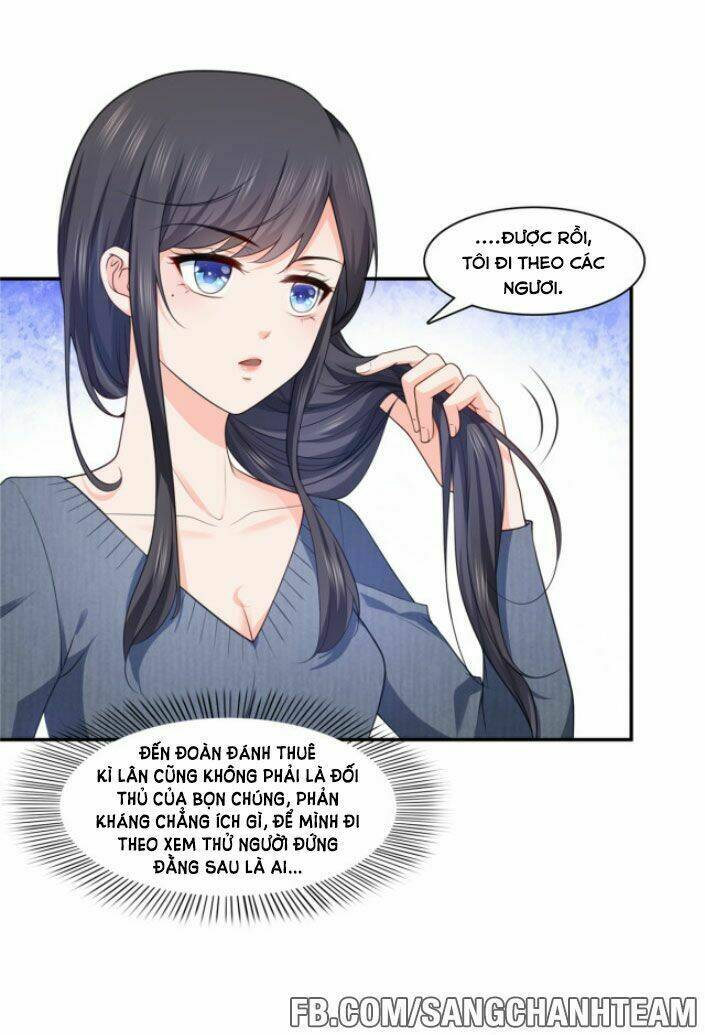 ....ĐƯỢC RỒI,
TÔI ĐI THEO CÁC
NGƯƠI.
ĐẾN ĐOÀN ĐÁNH THUÊ
KÌ LÂN CŨNG KHÔNG PHẢI LÀ ĐỐI
THỦ CỦA BỌN CHÚNG, PHẢN
KHÁNG CHẲNG ÍCH GÌ, ĐỂ MÌNH ĐI
THEO XEM THỬ NGƯỜI ĐỨNG
ĐẰNG SAU LÀ AI...
FB.COM/SANGCHANHTEAM